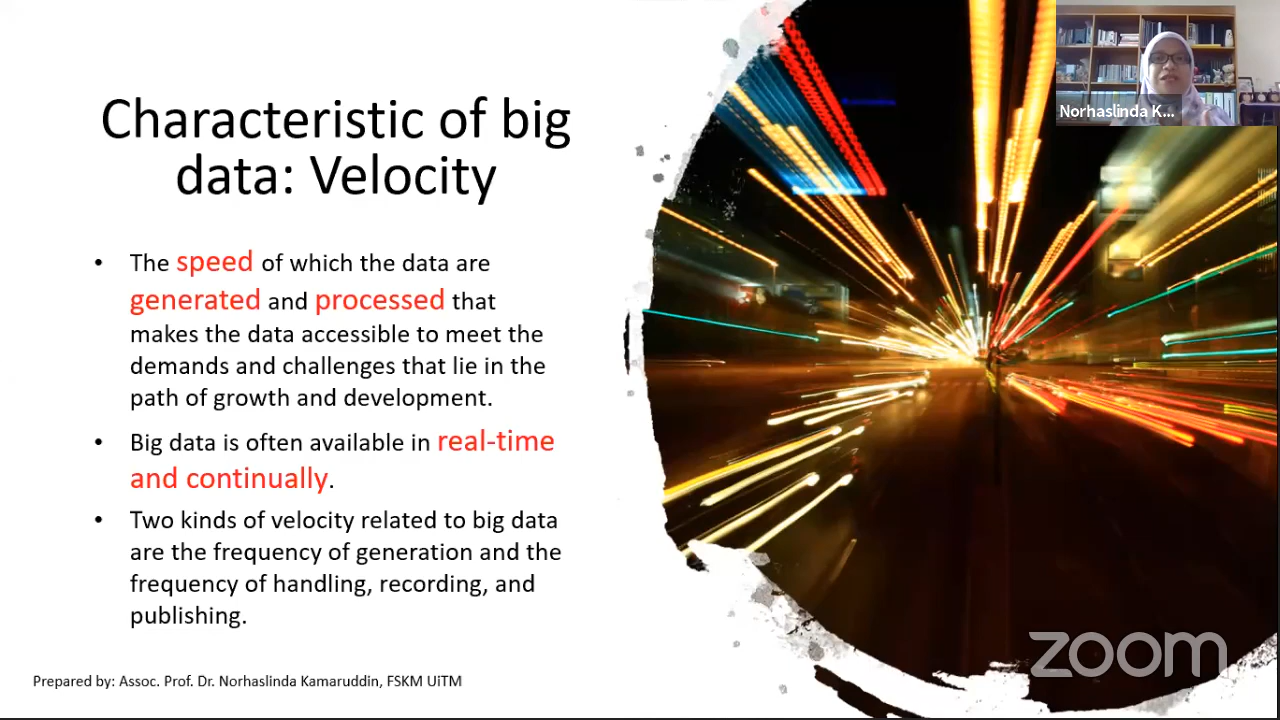 Characteristic of big
data: Velocity
• The speed of which the data are
generated and processed that
makes the data accessible to meet the
demands and challenges that lie in the
path of growth and development.
• Big data is often available in real-time
and continually.
• Two kinds of velocity related to big data
are the frequency of generation and the
frequency of handling, recording, and
publishing.
Prepared by: Assoc. Prof. Dr. Norhaslinda Kamaruddin, FSKM UiTM
Norhaslinda K...
zoom